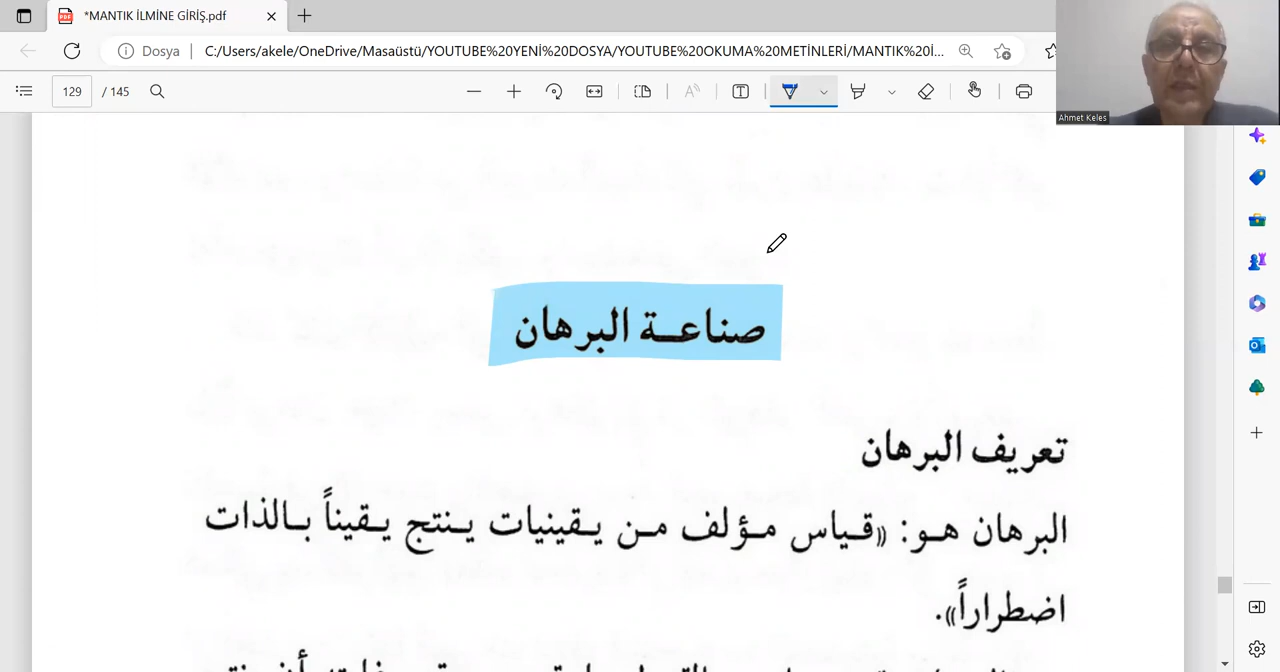 *MANTIK İLMİNE GİRİŞ.pdf
Dosya
C:/Users/akele/OneDrive/Masaüstü/YOUTUBE%20YENİ%20DOSYA/YOUTUBE%20OKUMA%20METİNLERİ/MANTIK%20İ...
129 / 145
Ahmet Keles
صناعة البرهان
تعريف البرهان
البرهان هو: «قياس مؤلف من يقينيات ينتج يقيناً بالذات
اضطراراً».